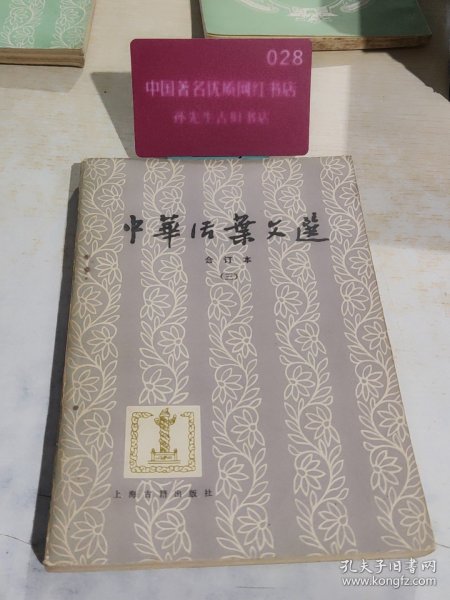 028
中国著名优质网红书店
孙先生古旧书店
中華活葉文選
合订本
(三)
上海古籍出版社
孔夫子旧书网
www.kongfz.com